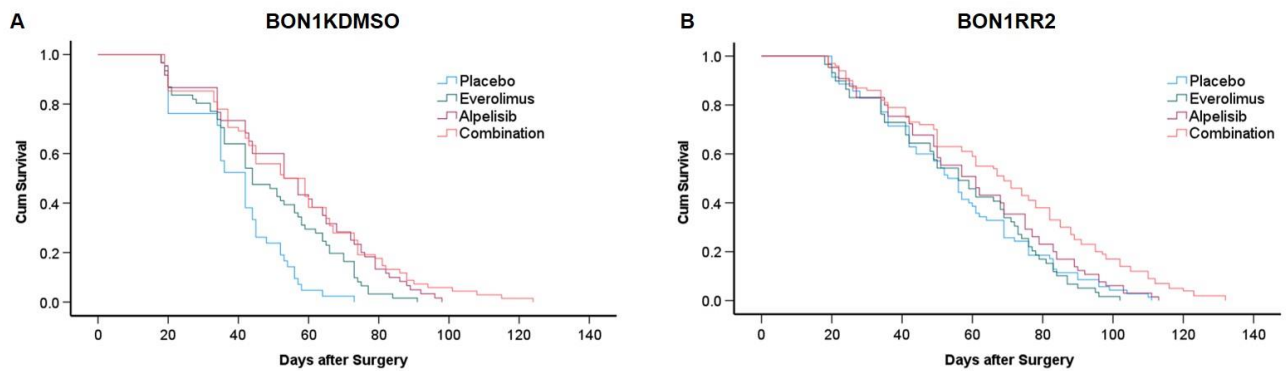 A
BON1KDMSO
1.0
0.8
0.6
0.4
0.2
0.0
Cum Survival
Placebo
Everolimus
Alpelisib
Combination
0 20 40 60 80 100 120 140
Days after Surgery
B
BON1RR2
1.0
0.8
0.6
0.4
0.2
0.0
Cum Survival
Placebo
Everolimus
Alpelisib
Combination
0 20 40 60 80 100 120 140
Days after Surgery